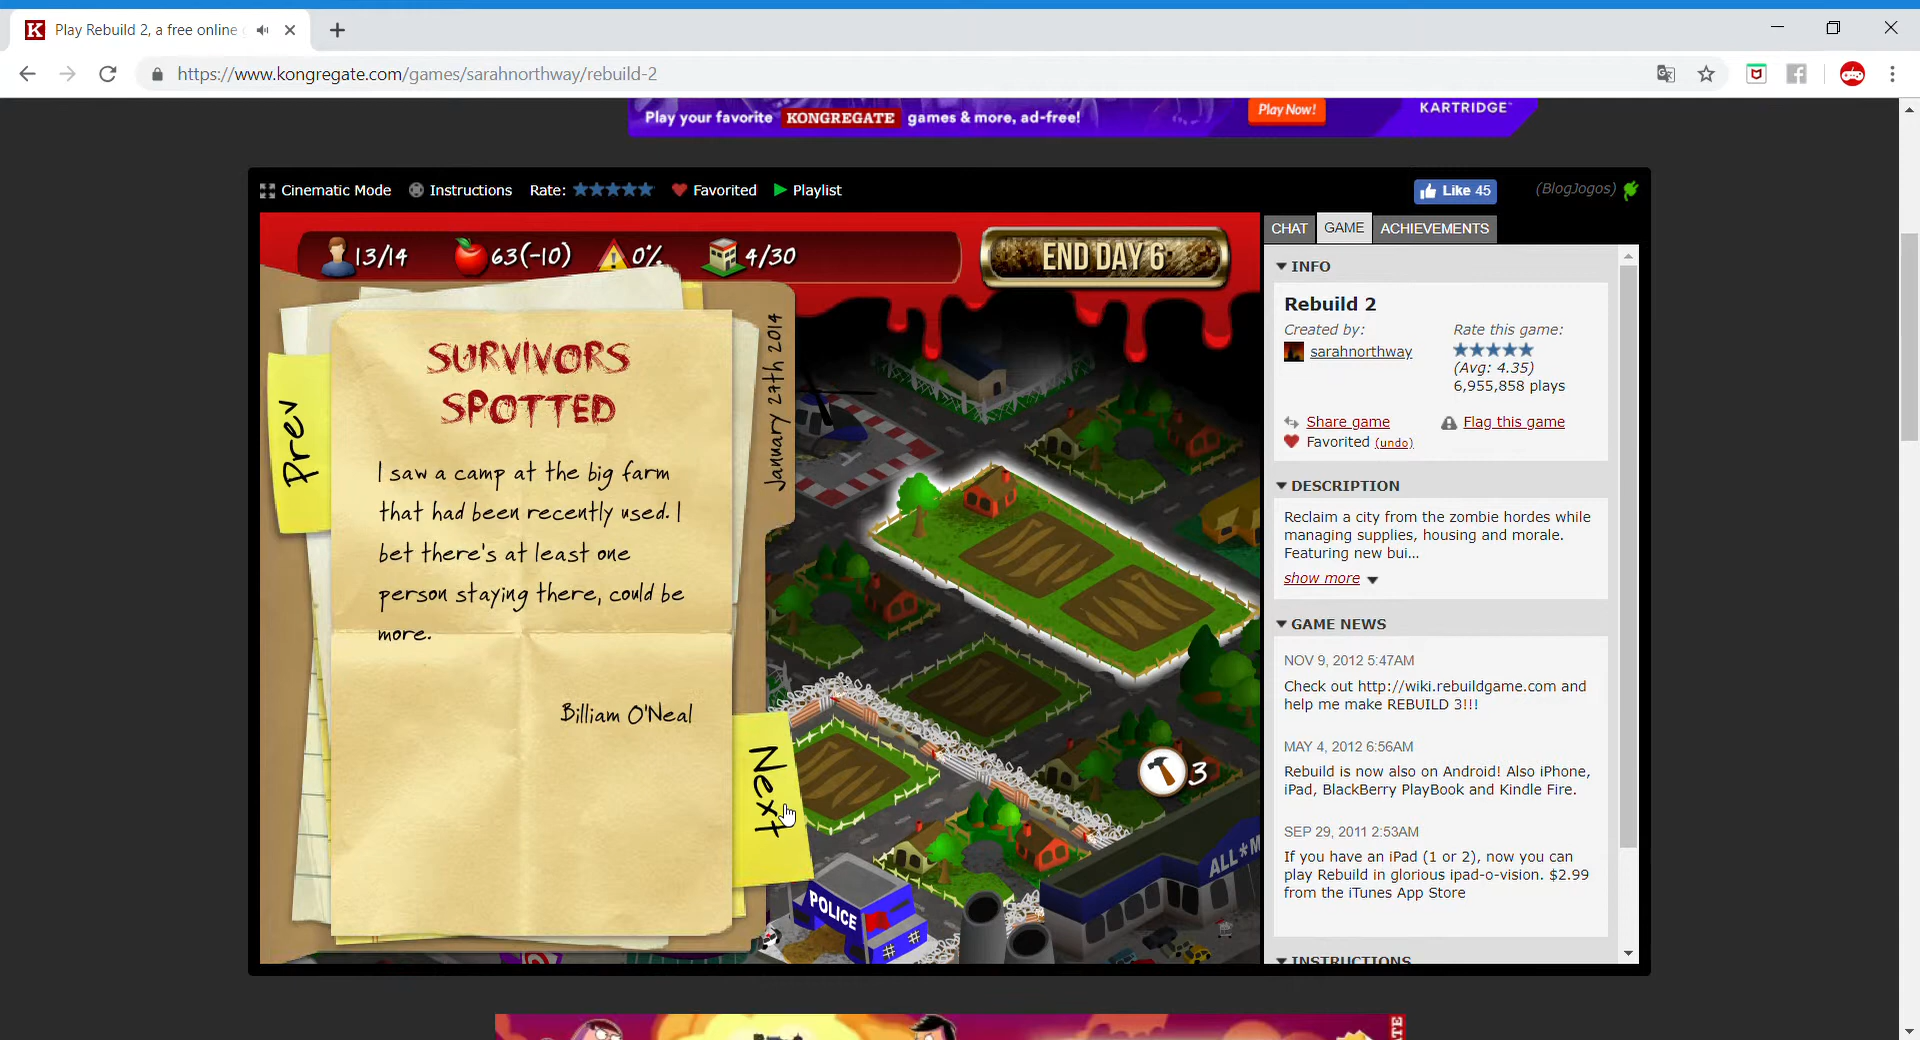 Play Rebuild 2, a free online
https://www.kongregate.com/games/sarahnorthway/rebuild-2
Play your favorite KONGREGATE games & more, ad-free!
Play Now!
KARTRIDGE
Cinematic Mode
Instructions
Rate:
Favorited
Playlist
Like 45
(BlogJogos)
13/14
63(-10)
0%
4/30
END DAY 6
CHAT
GAME
ACHIEVEMENTS
Prev
SURVIVORS
SPOTTED
I saw a camp at the big farm
that had been recently used. I
bet there's at least one
person staying there, could be
more.
Billiam O'Neal
January 27th 2014
Next
3
POLICE
ALL*M
INFO
Rebuild 2
Created by:
sarahnorthway
Rate this game:
(Avg: 4.35)
6,955,858 plays
Share game
Flag this game
Favorited (undo)
DESCRIPTION
Reclaim a city from the zombie hordes while
managing supplies, housing and morale.
Featuring new bui...
show more
GAME NEWS
NOV 9, 2012 5:47AM
Check out http://wiki.rebuildgame.com and
help me make REBUILD 3!!!
MAY 4, 2012 6:56AM
Rebuild is now also on Android! Also iPhone,
iPad, BlackBerry PlayBook and Kindle Fire.
SEP 29, 2011 2:53AM
If you have an iPad (1 or 2), now you can
play Rebuild in glorious ipad-o-vision. $2.99
from the iTunes App Store
INSTRUCTIONS